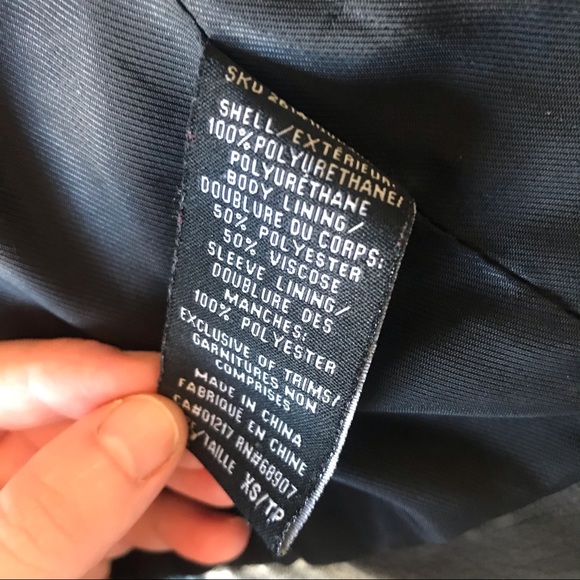 SKU
SHELL/EXTÉRIEUR:
100%POLYURETHANE/
POLYURÉTHANE
BODY LINING/
DOUBLURE DU CORPS:
50% POLYESTER
50% VISCOSE
SLEEVE LINING/
DOUBLURE DES
MANCHES:
100% POLYESTER
EXCLUSIVE OF TRIMS/
GARNITURES NON
COMPRISES
MADE IN CHINA
FABRIQUÉ EN CHINE
CA#01217 RN#68907
/TAILLE XS/TP